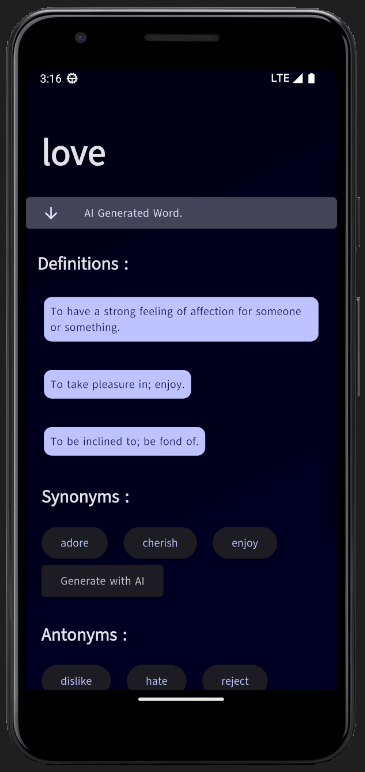 3:16 LTE
love
AI Generated Word.
Definitions :
To have a strong feeling of affection for someone
or something.
To take pleasure in; enjoy.
To be inclined to; be fond of.
Synonyms :
adore cherish enjoy
Generate with AI
Antonyms :
dislike hate reject